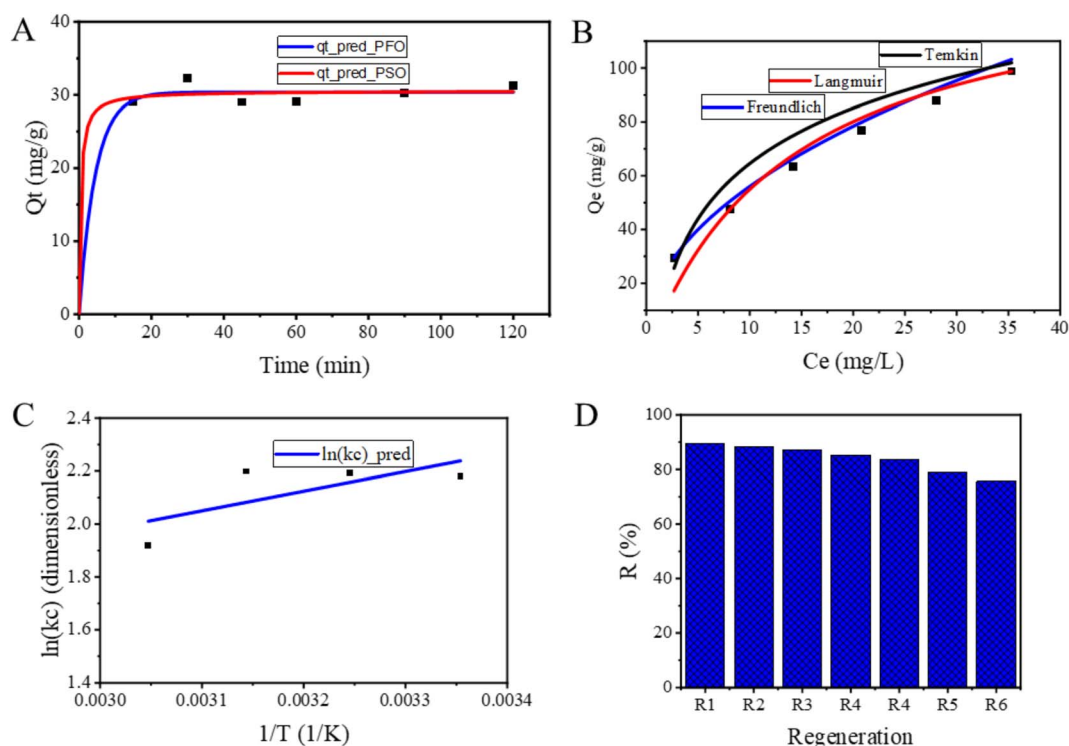 A
Qt (mg/g)
40
30
20
10
0
qt_pred_PFO
qt_pred_PSO
0 20 40 60 80 100 120
Time (min)
B
Qe (mg/g)
100
80
60
40
20
Temkin
Langmuir
Freundlich
0 5 10 15 20 25 30 35 40
Ce (mg/L)
C
ln(kc) (dimensionless)
2.4
2.2
2.0
1.8
1.6
1.4
ln(kc)_pred
0.0030 0.0031 0.0032 0.0033 0.0034
1/T (1/K)
D
R (%)
100
80
60
40
20
0
R1 R2 R3 R4 R4 R5 R6
Regeneration